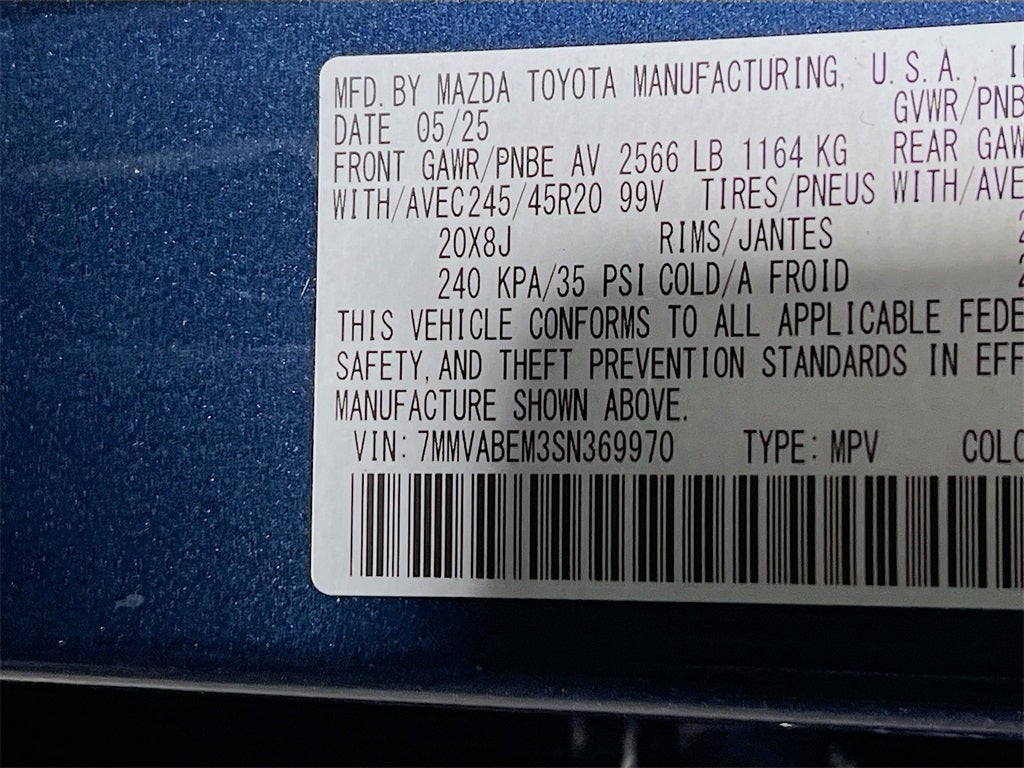 MFD. BY MAZDA TOYOTA MANUFACTURING, U.S.A.,
DATE 05/25 GVWR/PNB
FRONT GAWR/PNBE AV 2566 LB 1164 KG REAR GAW
WITH/AVEC245/45R20 99V TIRES/PNEUS WITH/AVE
20X8J RIMS/JANTES 2
240 KPA/35 PSI COLD/A FROID 2
THIS VEHICLE CONFORMS TO ALL APPLICABLE FEDE
SAFETY, AND THEFT PREVENTION STANDARDS IN EFF
MANUFACTURE SHOWN ABOVE.
VIN: 7MMVABEM3SN369970 TYPE: MPV COLO